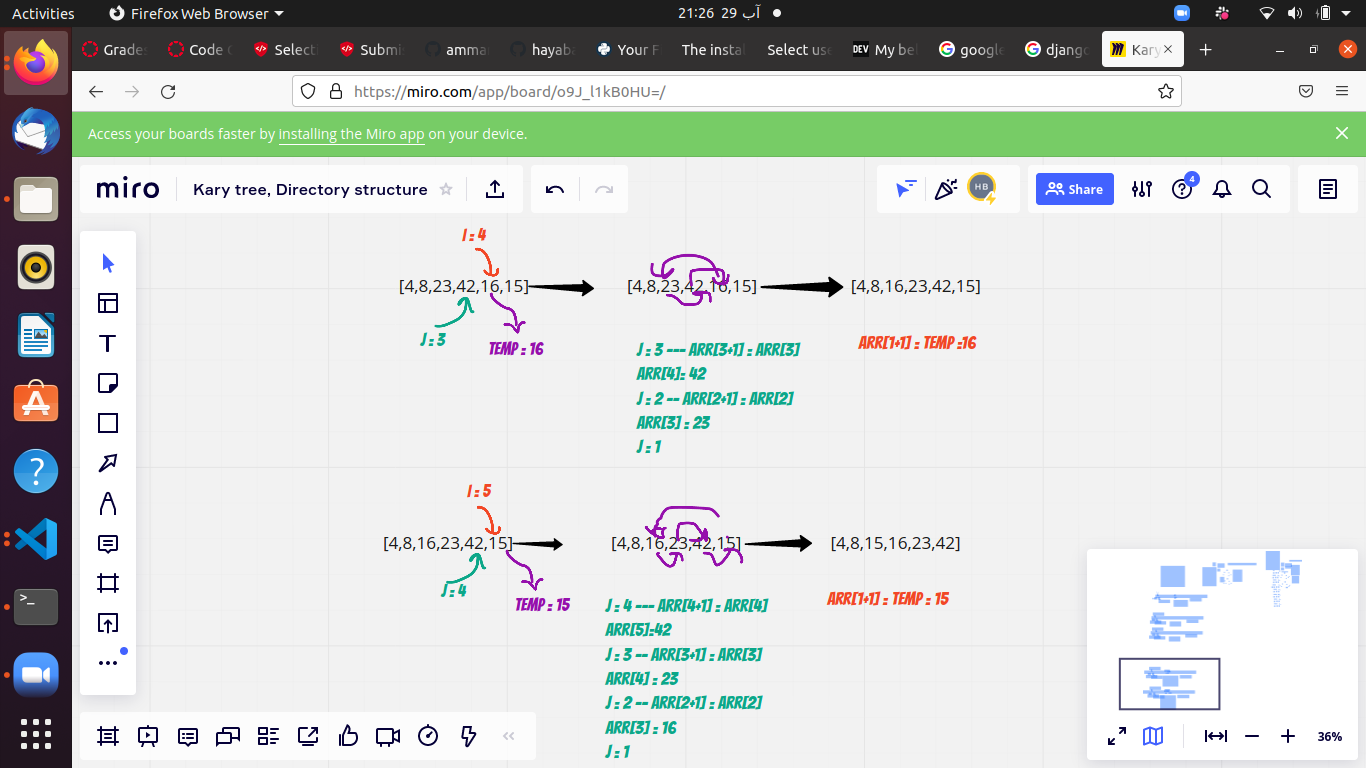 Activities
Firefox Web Browser
21:26 29 آب
Grades
Code C
Selecti
Submis
amma
hayaba
Your F
The instal
Select use
DEV My bel
google
djang
Kary
https://miro.com/app/board/o9J_l1kB0HU=/
Access your boards faster by installing the Miro app on your device.
miro
Kary tree, Directory structure
HB
Share
4
I : 4
[4,8,23,42,16,15]
[4,8,23,42,16,15]
[4,8,16,23,42,15]
J : 3
TEMP : 16
J : 3 --- ARR[3+1] : ARR[3]
ARR[4]: 42
J : 2 -- ARR[2+1] : ARR[2]
ARR[3] : 23
J : 1
ARR[1+1] : TEMP :16
I : 5
[4,8,16,23,42,15]
[4,8,16,23,42,15]
[4,8,15,16,23,42]
J : 4
TEMP : 15
J : 4 --- ARR[4+1] : ARR[4]
ARR[5]:42
J : 3 -- ARR[3+1] : ARR[3]
ARR[4] : 23
J : 2 -- ARR[2+1] : ARR[2]
ARR[3] : 16
J : 1
ARR[1+1] : TEMP : 15
36%